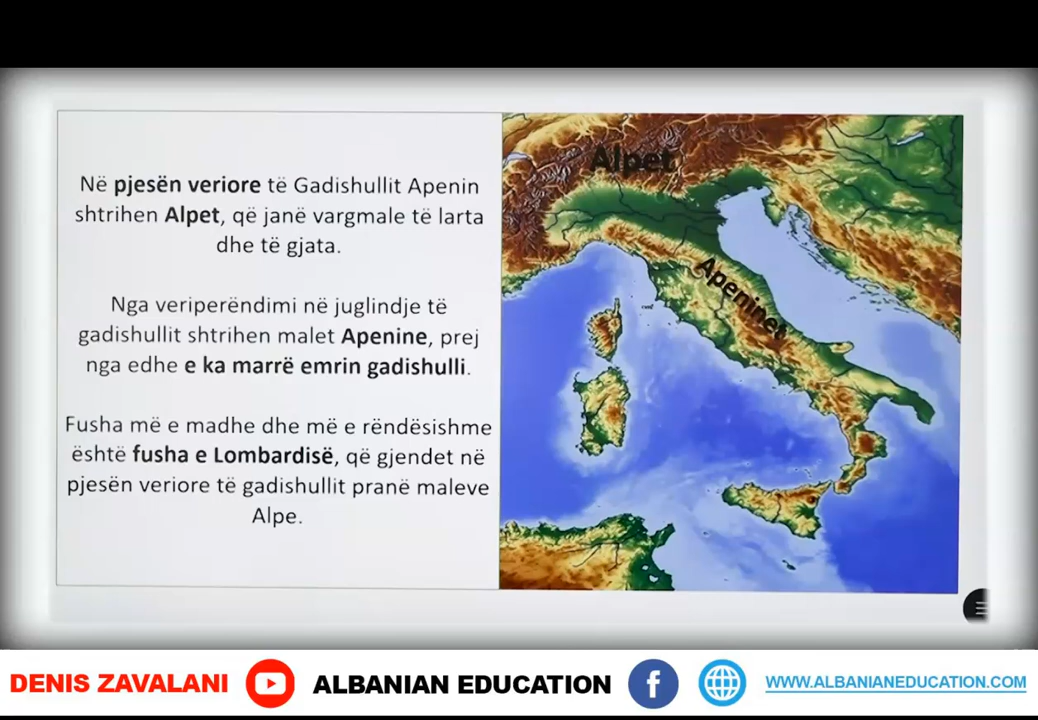 Në pjesën veriore të Gadishullit Apenin
shtrihen Alpet, që janë vargmale të larta
dhe të gjata.
Nga veriperëndimi në juglindje të
gadishullit shtrihen malet Apenine, prej
nga edhe e ka marrë emrin gadishulli.
Fusha më e madhe dhe më e rëndësishme
është fusha e Lombardisë, që gjendet në
pjesën veriore të gadishullit pranë maleve
Alpe.
Alpet
Apeninet
DENIS ZAVALANI
ALBANIAN EDUCATION
WWW.ALBANIANEDUCATION.COM